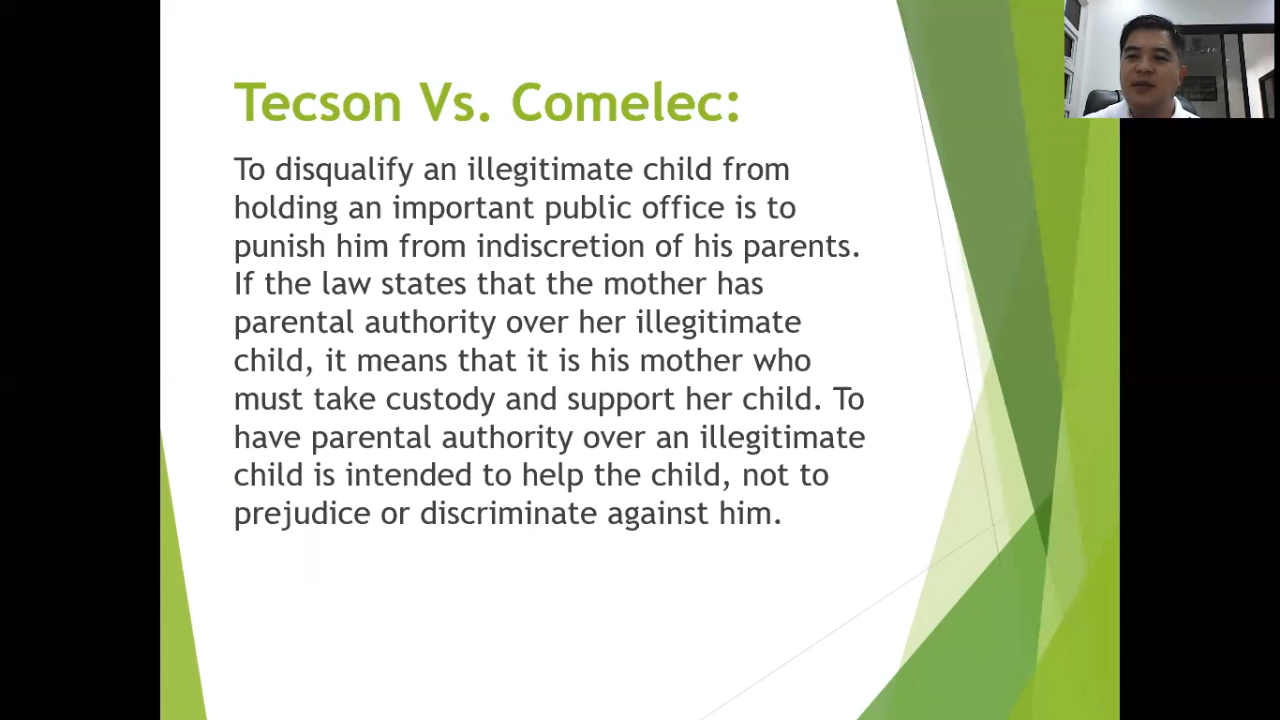 Tecson Vs. Comelec:
To disqualify an illegitimate child from
holding an important public office is to
punish him from indiscretion of his parents.
If the law states that the mother has
parental authority over her illegitimate
child, it means that it is his mother who
must take custody and support her child. To
have parental authority over an illegitimate
child is intended to help the child, not to
prejudice or discriminate against him.